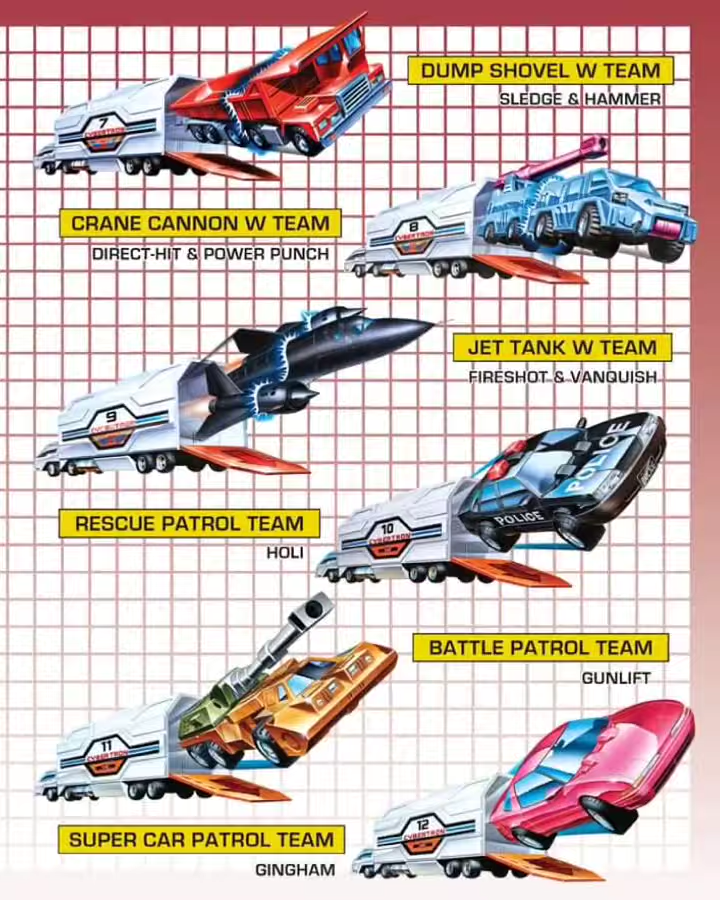 DUMP SHOVEL W TEAM
SLEDGE & HAMMER
7
CYBERTRON
CRANE CANNON W TEAM
DIRECT-HIT & POWER PUNCH
8
CYBERTRON
JET TANK W TEAM
FIRESHOT & VANQUISH
9
CYBERTRON
POLICE
POLICE
RESCUE PATROL TEAM
HOLI
10
CYBERTRON
BATTLE PATROL TEAM
GUNLIFT
11
CYBERTRON
12
CYBERTRON
SUPER CAR PATROL TEAM
GINGHAM